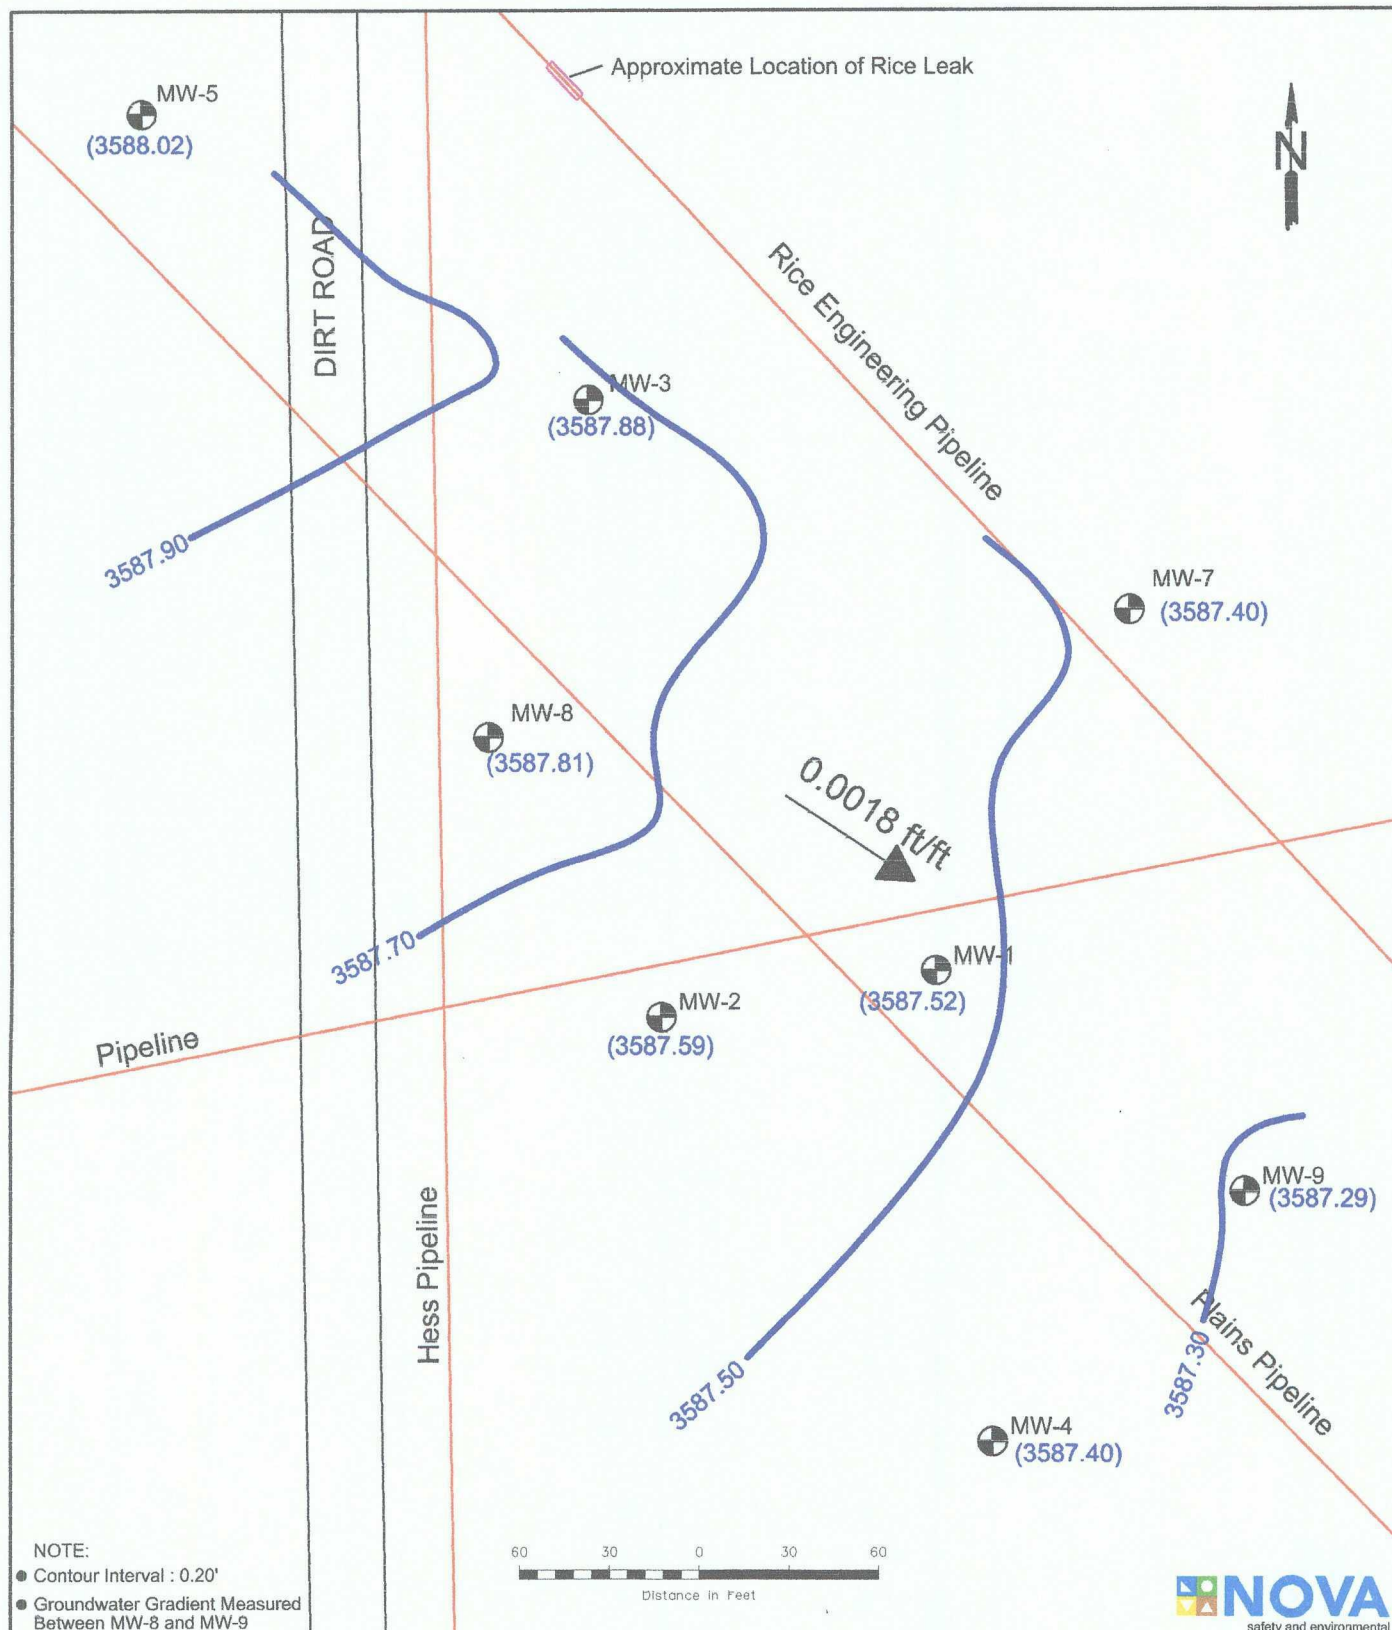 Approximate Location of Rice Leak
MW-5
(3588.02)
N
DIRT ROAD
Rice Engineering Pipeline
MW-3
(3587.88)
3587.90
MW-7
(3587.40)
MW-8
(3587.81)
0.0018 ft/ft
3587.70
MW-1
(3587.52)
MW-2
(3587.59)
Pipeline
Hess Pipeline
MW-9
(3587.29)
Plains Pipeline
3587.30
3587.50
MW-4
(3587.40)
NOTE:
Contour Interval : 0.20'
Groundwater Gradient Measured
Between MW-8 and MW-9
60 30 0 30 60
Distance in Feet
NOVA
safety and environmental